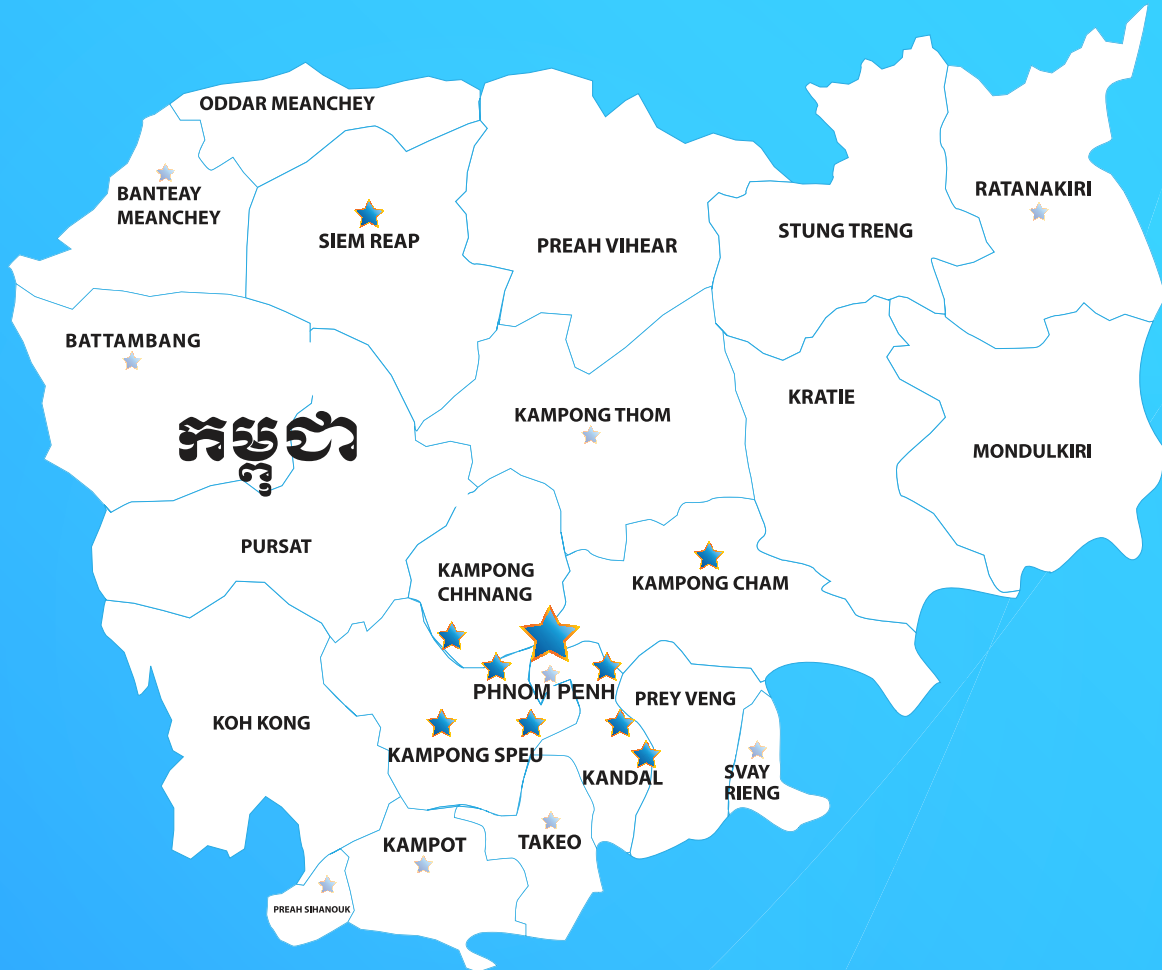 ODDAR MEANCHEY
BANTEAY
MEANCHEY
RATANAKIRI
SIEM REAP
PREAH VIHEAR
STUNG TRENG
BATTAMBANG
KAMPONG THOM
KRATIE
កម្ពុជា
MONDULKIRI
PURSAT
KAMPONG
CHHNANG
KAMPONG CHAM
PHNOM PENH
PREY VENG
KOH KONG
KAMPONG SPEU
KANDAL
SVAY
RIENG
KAMPOT
TAKEO
PREAH SIHANOUK